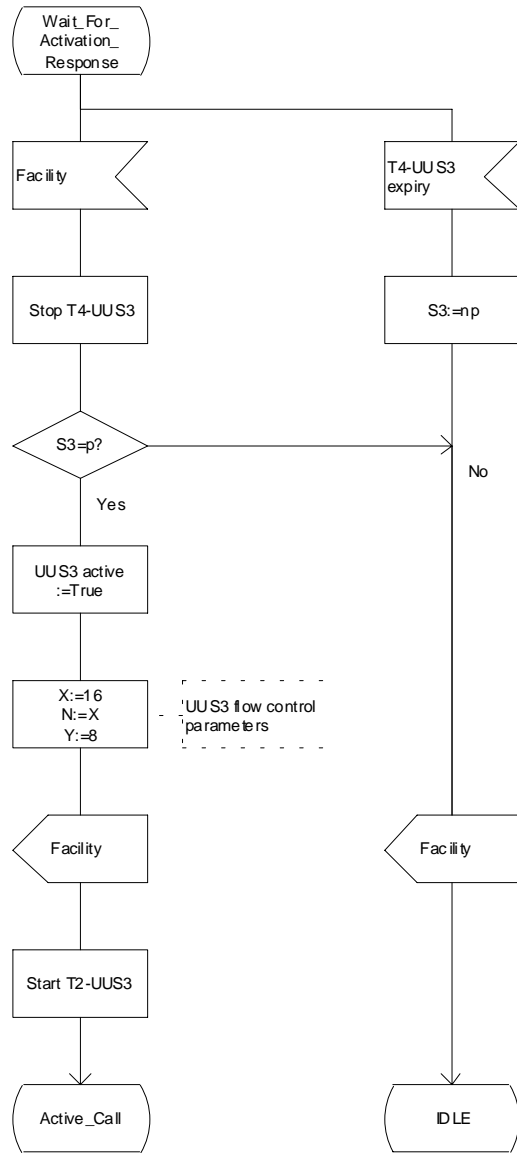 Wait_For_
Activation_
Response
Facility
T4-UUS3
expiry
Stop T4-UUS3
S3:=np
S3=p?
No
Yes
UUS3 active
:=True
X:=16
N:=X
Y:=8
UUS3 flow control
parameters
Facility
Facility
Start T2-UUS3
Active_Call
IDLE